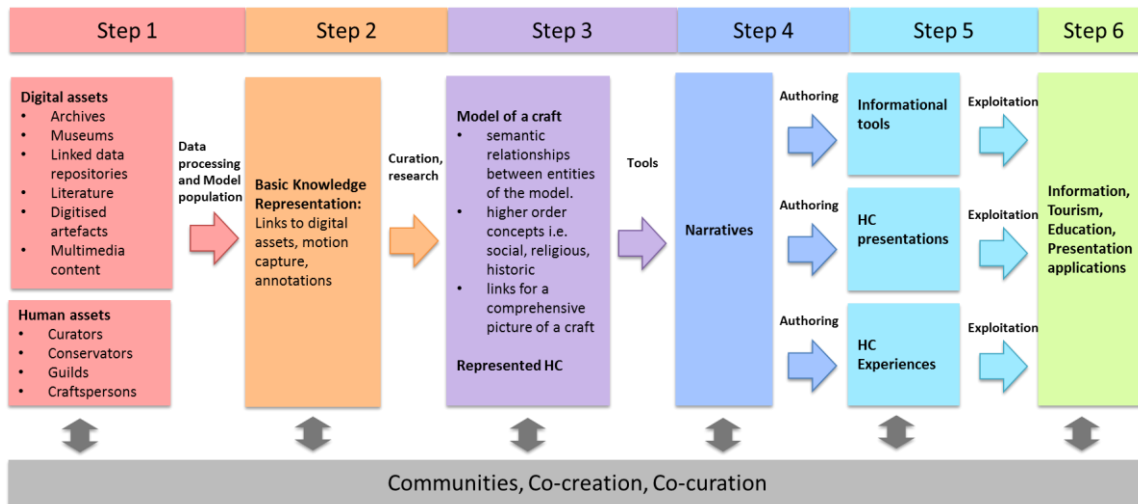 Step 1
Step 2
Step 3
Step 4
Step 5
Step 6
Digital assets
• Archives
• Museums
• Linked data
repositories
• Literature
• Digitised
artefacts
• Multimedia
content
Human assets
• Curators
• Conservators
• Guilds
• Craftspersons
Data
processing
and Model
population
Basic Knowledge
Representation:
Links to digital
assets, motion
capture,
annotations
Curation,
research
Model of a craft
• semantic
relationships
between entities
of the model.
• higher order
concepts i.e.
social, religious,
historic
• links for a
comprehensive
picture of a craft
Represented HC
Tools
Narratives
Authoring
Informational
tools
Exploitation
Authoring
HC
presentations
Exploitation
Authoring
HC
Experiences
Exploitation
Information,
Tourism,
Education,
Presentation
applications
Communities, Co-creation, Co-curation